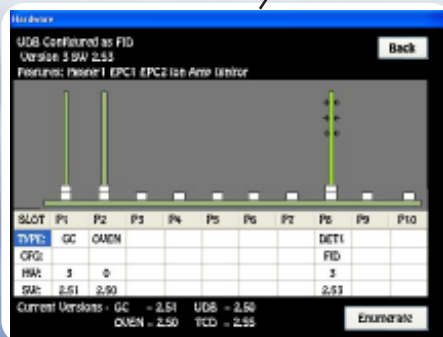 Hardware
UDB Configured as FID
Version 3 SW 2.53
Back
Features: Heater1 EPC1 EPC2 Ion Amp Ignitor
SLOT P1 P2 P3 P4 P5 P6 P7 P8 P9 P10
TYPE: GC OVEN DET1
CFG: FID
HW: 3 0 3
SW: 2.51 2.50 2.53
Current Versions - GC - 2.51 UDB - 2.50
OVEN - 2.50 TCD - 2.55
Enumerate